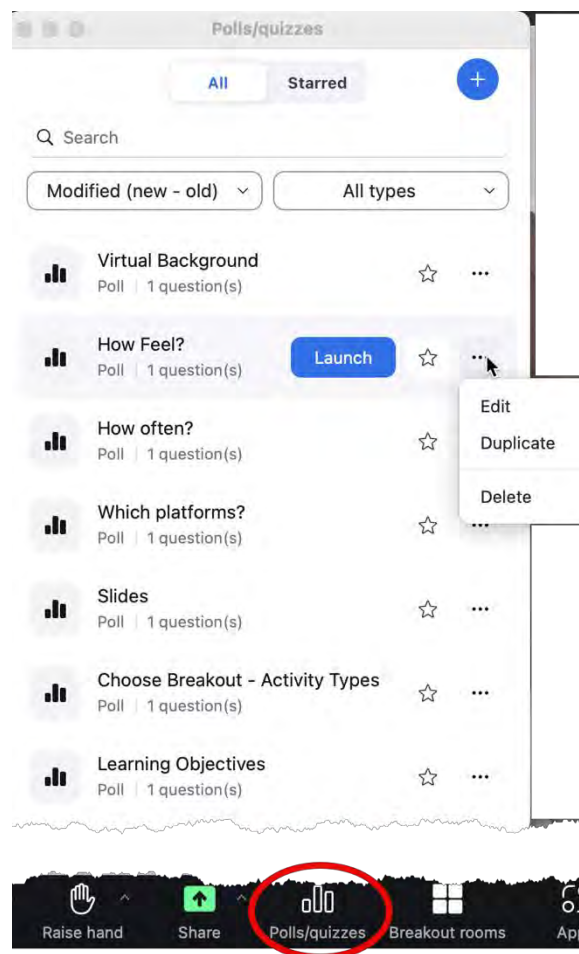 Polls/quizzes
All Starred
+
Search
Modified (new - old) All types
Virtual Background
Poll | 1 question(s)
How Feel?
Launch
Poll | 1 question(s)
Edit
How often?
Duplicate
Poll | 1 question(s)
Delete
Which platforms?
Poll | 1 question(s)
Slides
Poll | 1 question(s)
Choose Breakout - Activity Types
Poll | 1 question(s)
Learning Objectives
Poll | 1 question(s)
Raise hand Share Polls/quizzes Breakout rooms